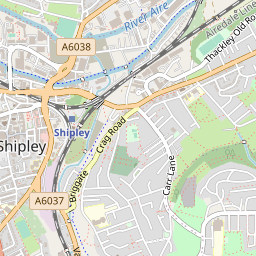 River Aire
Airedale Line
A6038
Thackley Old Road
Shipley
Crag Road
Shipley
Carr Lane
A6037
Briggate